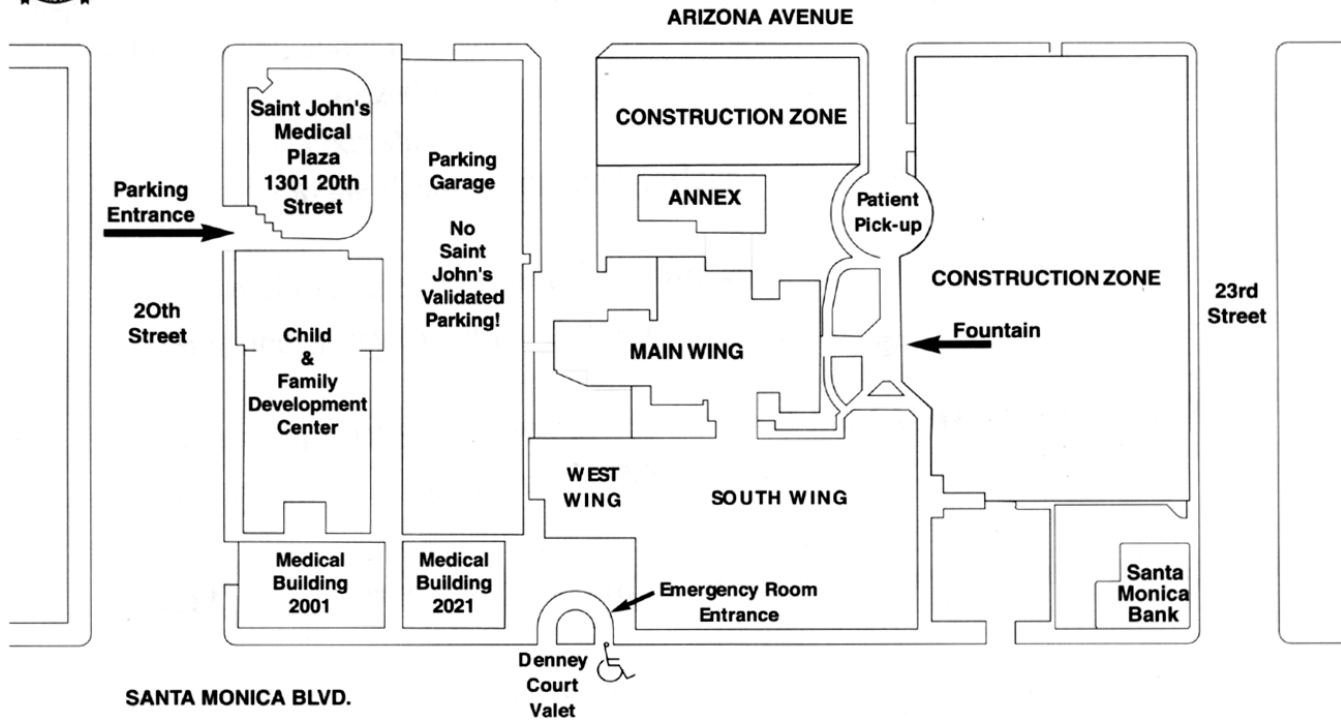 ARIZONA AVENUE
Saint John's
Medical
Plaza
1301 20th
Street
Parking
Garage
No
Saint
John's
Validated
Parking!
CONSTRUCTION ZONE
ANNEX
Patient
Pick-up
Parking
Entrance
CONSTRUCTION ZONE
23rd
Street
2Oth
Street
Child
&
Family
Development
Center
MAIN WING
Fountain
WEST
WING
SOUTH WING
Medical
Building
2001
Medical
Building
2021
Emergency Room
Entrance
Santa
Monica
Bank
Denney
Court
Valet
SANTA MONICA BLVD.